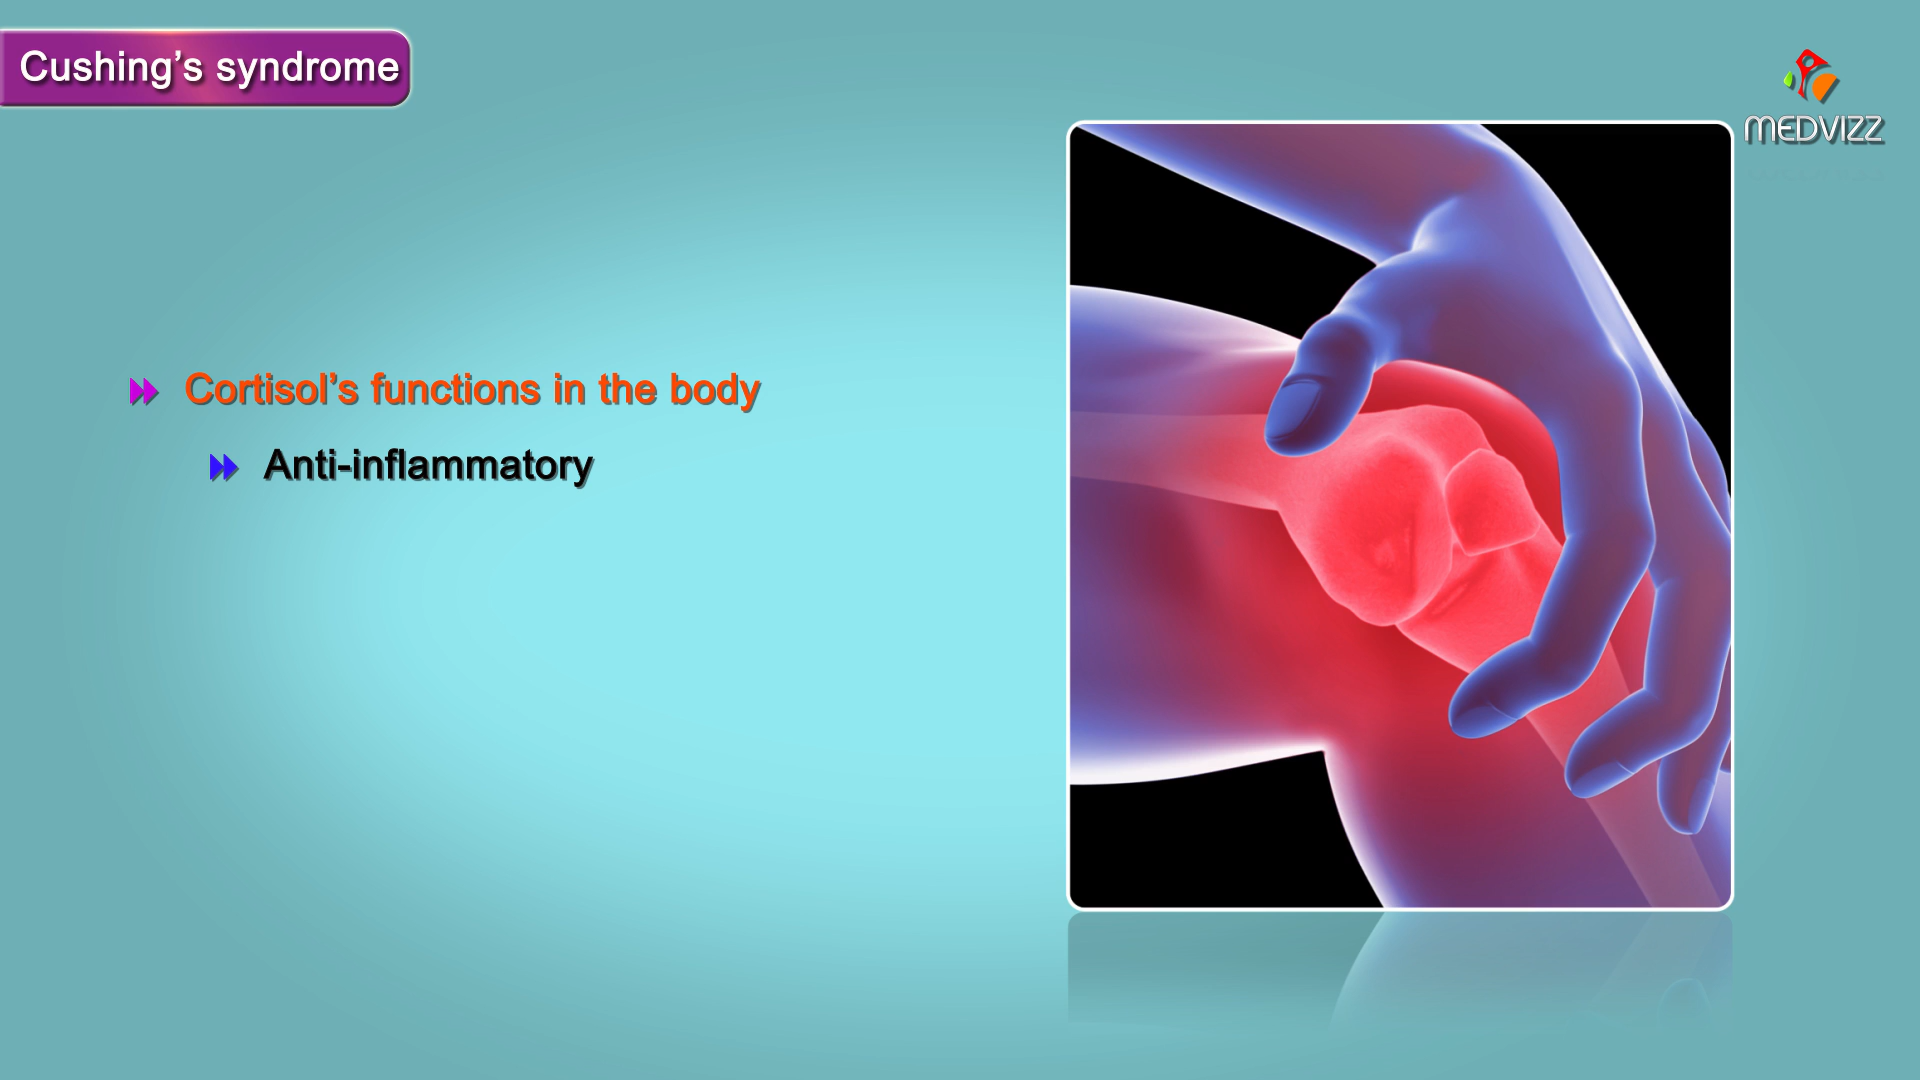 Cushing’s syndrome
MEDVIZZ
Cortisol’s functions in the body
Anti-inflammatory